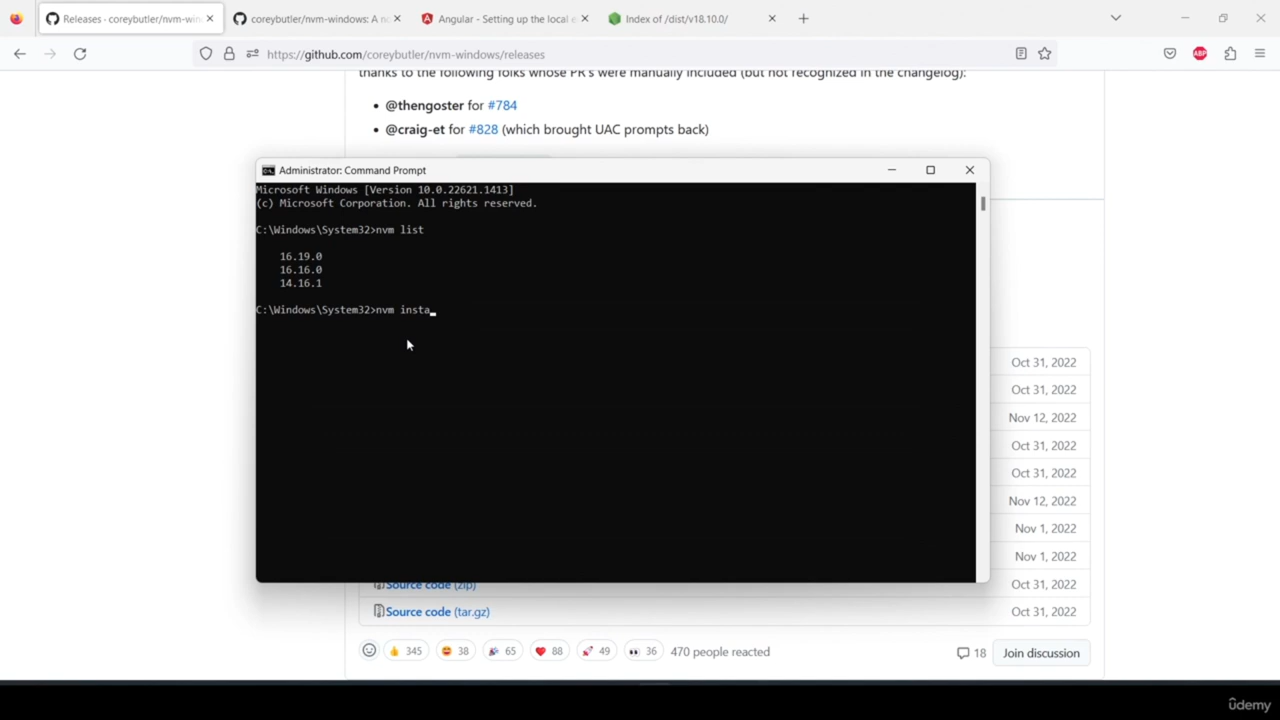 Releases · coreybutler/nvm-win
coreybutler/nvm-windows: A no
Angular - Setting up the local e
Index of /dist/v18.10.0/
https://github.com/coreybutler/nvm-windows/releases
ABP
thanks to the following folks whose PR's were manually included (but not recognized in the changelog):
• @thengoster for #784
• @craig-et for #828 (which brought UAC prompts back)
Administrator: Command Prompt
Microsoft Windows [Version 10.0.22621.1413]
(c) Microsoft Corporation. All rights reserved.
C:\Windows\System32>nvm list
16.19.0
16.16.0
14.16.1
C:\Windows\System32>nvm insta
Oct 31, 2022
Oct 31, 2022
Nov 12, 2022
Oct 31, 2022
Oct 31, 2022
Nov 12, 2022
Nov 1, 2022
Nov 1, 2022
Source code (zip) Oct 31, 2022
Source code (tar.gz) Oct 31, 2022
345 38 65 88 49 36 470 people reacted 18 Join discussion
ûdemy